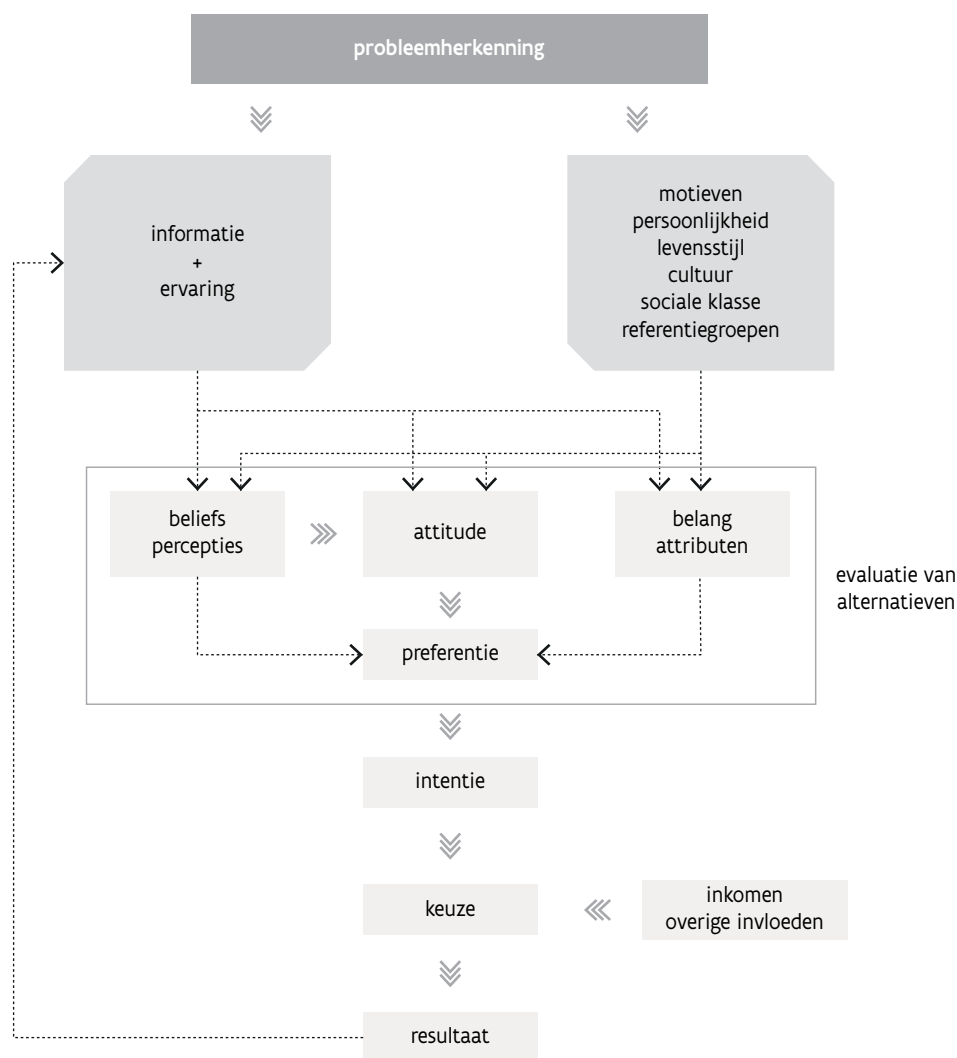 probleemherkenning
informatie
+
ervaring
motieven
persoonlijkheid
levensstijl
cultuur
sociale klasse
referentiegroepen
beliefs
percepties
attitude
belang
attributen
evaluatie van
alternatieven
preferentie
intentie
keuze
inkomen
overige invloeden
resultaat